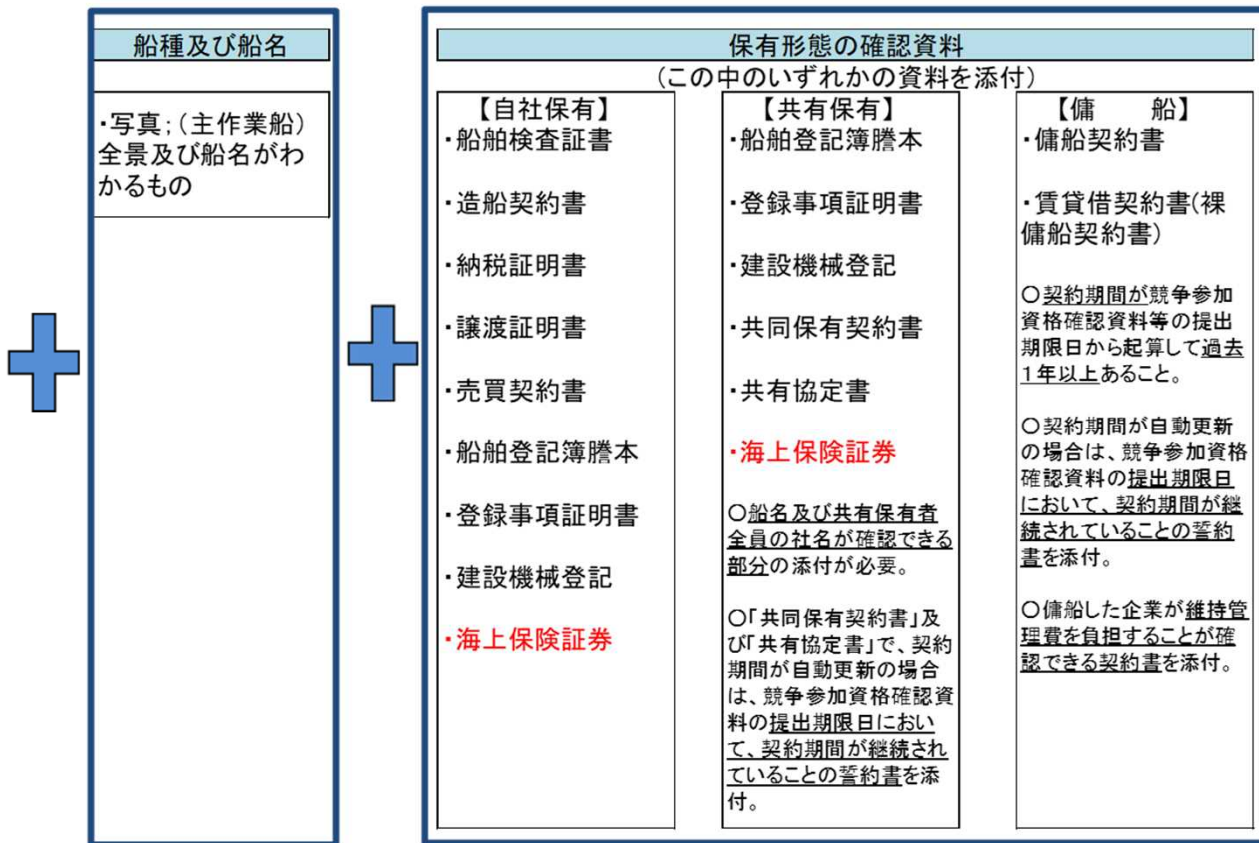 船種及び船名
・写真;(主作業船)
全景及び船名がわ
かるもの
保有形態の確認資料
(この中のいずれかの資料を添付)
【自社保有】
・船舶検査証書
・造船契約書
・納税証明書
・譲渡証明書
・売買契約書
・船舶登記簿謄本
・登録事項証明書
・建設機械登記
・海上保険証券
【共有保有】
・船舶登記簿謄本
・登録事項証明書
・建設機械登記
・共同保有契約書
・共有協定書
・海上保険証券
○船名及び共有保有者
全員の社名が確認できる
部分の添付が必要。
○「共同保有契約書」及
び「共有協定書」で、契約
期間が自動更新の場合
は、競争参加資格確認資
料の提出期限日におい
て、契約期間が継続され
ていることの誓約書を添
付。
【傭　　船】
・傭船契約書
・賃貸借契約書(裸
傭船契約書)
○契約期間が競争参加
資格確認資料等の提出
期限日から起算して過去
1年以上あること。
○契約期間が自動更新
の場合は、競争参加資格
確認資料の提出期限日
において、契約期間が継
続されていることの誓約
書を添付。
○傭船した企業が維持管
理費を負担することが確
認できる契約書を添付。